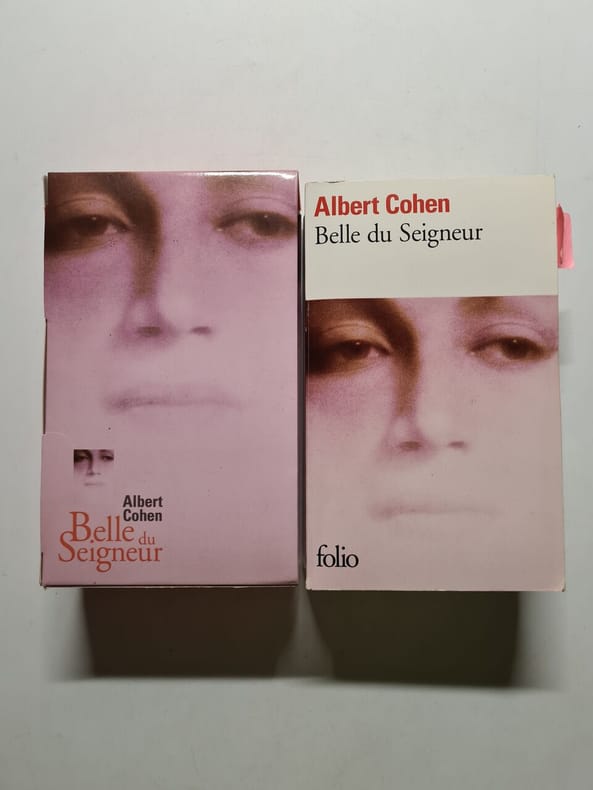 Albert
Cohen
Belle du
Seigneur
Albert Cohen
Belle du Seigneur
folio